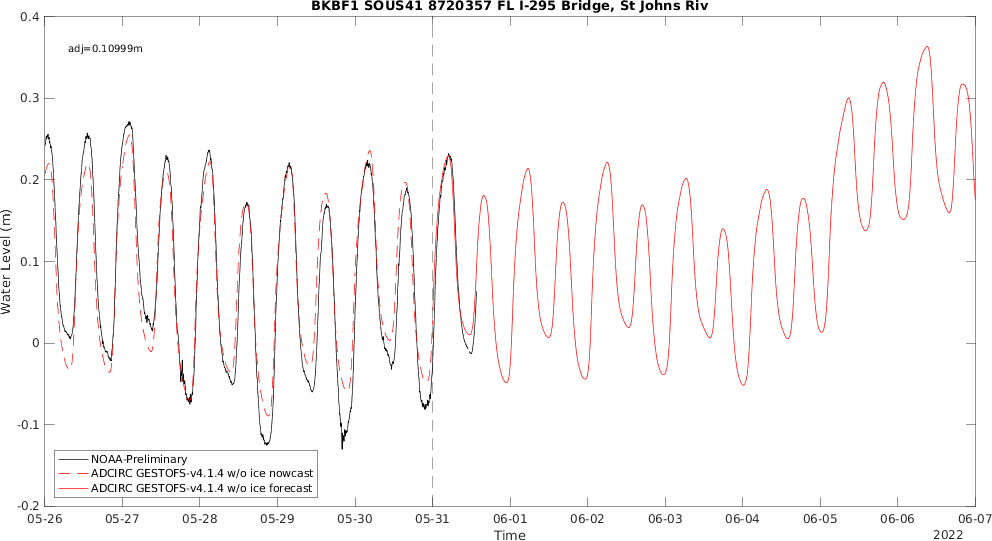 BKBF1 SOUS41 8720357 FL I-295 Bridge, St Johns Riv
adj=0.10999m
Water Level (m)
0.4
0.3
0.2
0.1
0
-0.1
-0.2
NOAA-Preliminary
ADCIRC GESTOFS-v4.1.4 w/o ice nowcast
ADCIRC GESTOFS-v4.1.4 w/o ice forecast
05-26 05-27 05-28 05-29 05-30 05-31 06-01 06-02 06-03 06-04 06-05 06-06 06-07
Time
2022